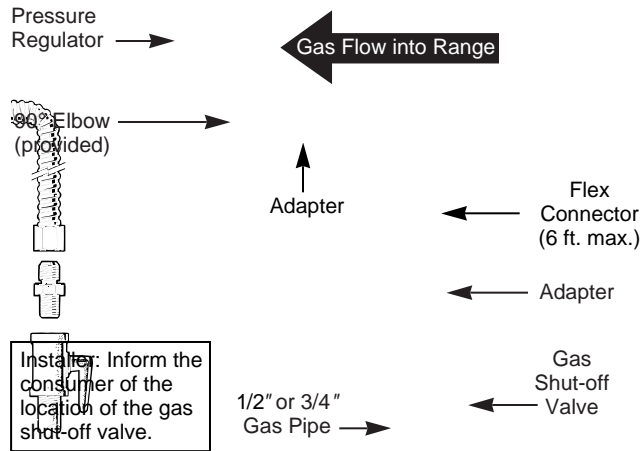 Pressure
Regulator
Gas Flow into Range
90° Elbow
(provided)
Adapter
Flex
Connector
(6 ft. max.)
Adapter
Installer: Inform the
consumer of the
location of the gas
shut-off valve.
Gas
Shut-off
Valve
1/2" or 3/4"
Gas Pipe